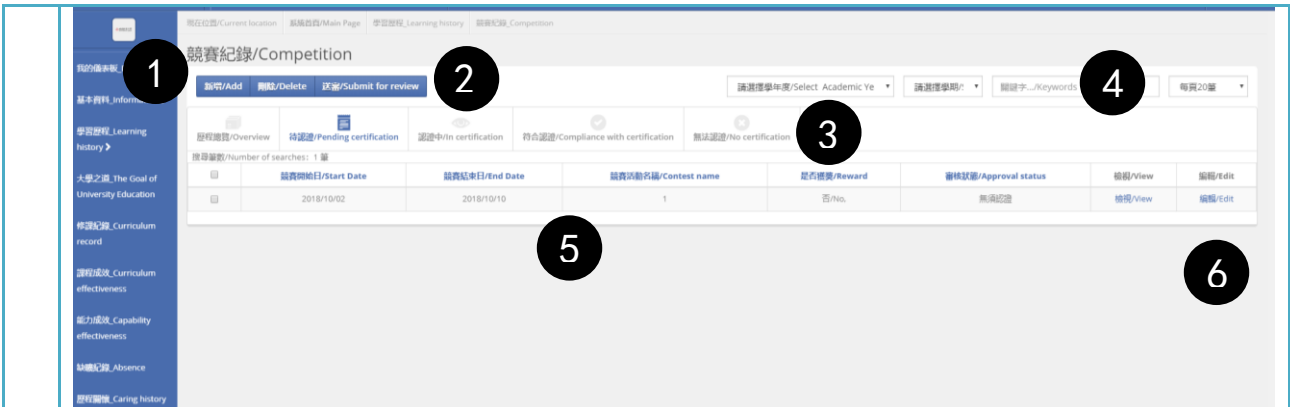 現在位置/Current location 競賽首頁/Main Page 學習歷程_Learning history 競賽紀錄_Competition
競賽紀錄/Competition
1
2
3
4
5
6
新增/Add 刪除/Delete 送審/Submit for review
請選擇學年度/Select Academic Ye
請選擇學期/:
關鍵字.../Keywords
每頁20筆
歷程總覽/Overview 待認證/Pending certification 認證中/In certification 符合認證/Compliance with certification 無法認證/No certification
搜尋筆數/Number of searches: 1 筆
競賽開始日/Start Date 競賽結束日/End Date 競賽活動名稱/Contest name 是否獲獎/Reward 審核狀態/Approval status 檢視/View 編輯/Edit
2018/10/02 2018/10/10 1 否/No. 無須認證 檢視/View 編輯/Edit
我的儀表板_
基本資料_Inform
學習歷程_Learning
history
大學之道_The Goal of
University Education
修課紀錄_Curriculum
record
課程成效_Curriculum
effectiveness
能力成效_Capability
effectiveness
缺曠紀錄_Absence
歷程關懷_Caring history